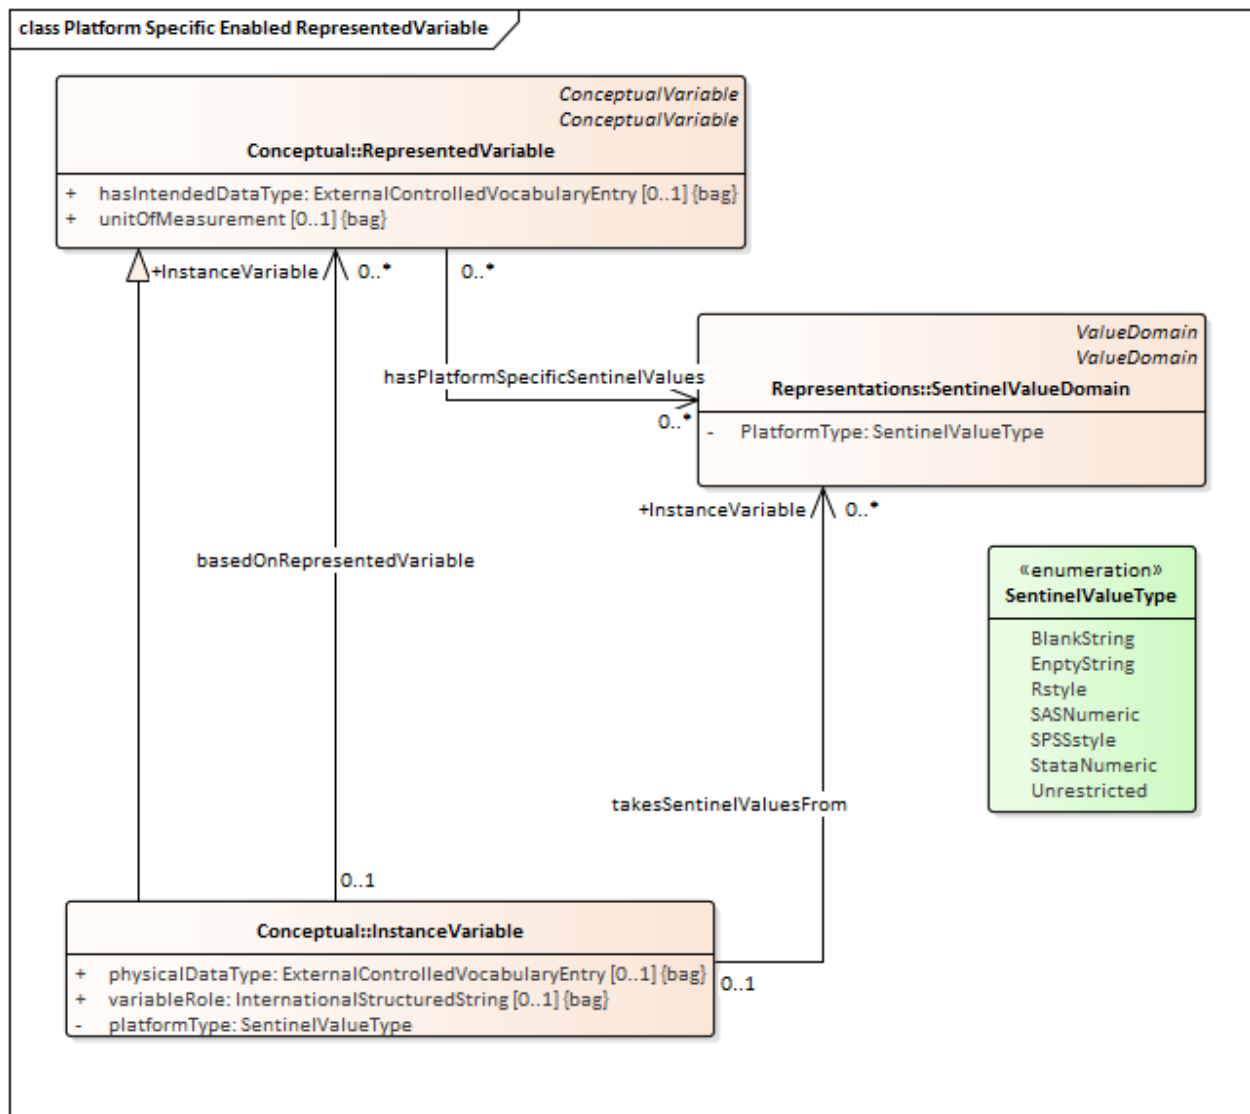 class Platform Specific Enabled RepresentedVariable
ConceptualVariable
ConceptualVariable
Conceptual::RepresentedVariable
+ hasIntendedDataType: ExternalControlledVocabularyEntry [0..1] {bag}
+ unitOfMeasurement [0..1] {bag}
+InstanceVariable 0..* 0..*
ValueDomain
ValueDomain
Representations::SentinelValueDomain
- PlatformType: SentinelValueType
hasPlatformSpecificSentinelValues
0..*
+InstanceVariable 0..*
basedOnRepresentedVariable
«enumeration»
SentinelValueType
BlankString
EnptyString
Rstyle
SASNumeric
SPSSstyle
StataNumeric
Unrestricted
takesSentinelValuesFrom
0..1
Conceptual::InstanceVariable
+ physicalDataType: ExternalControlledVocabularyEntry [0..1] {bag}
+ variableRole: InternationalStructuredString [0..1] {bag}
- platformType: SentinelValueType
0..1